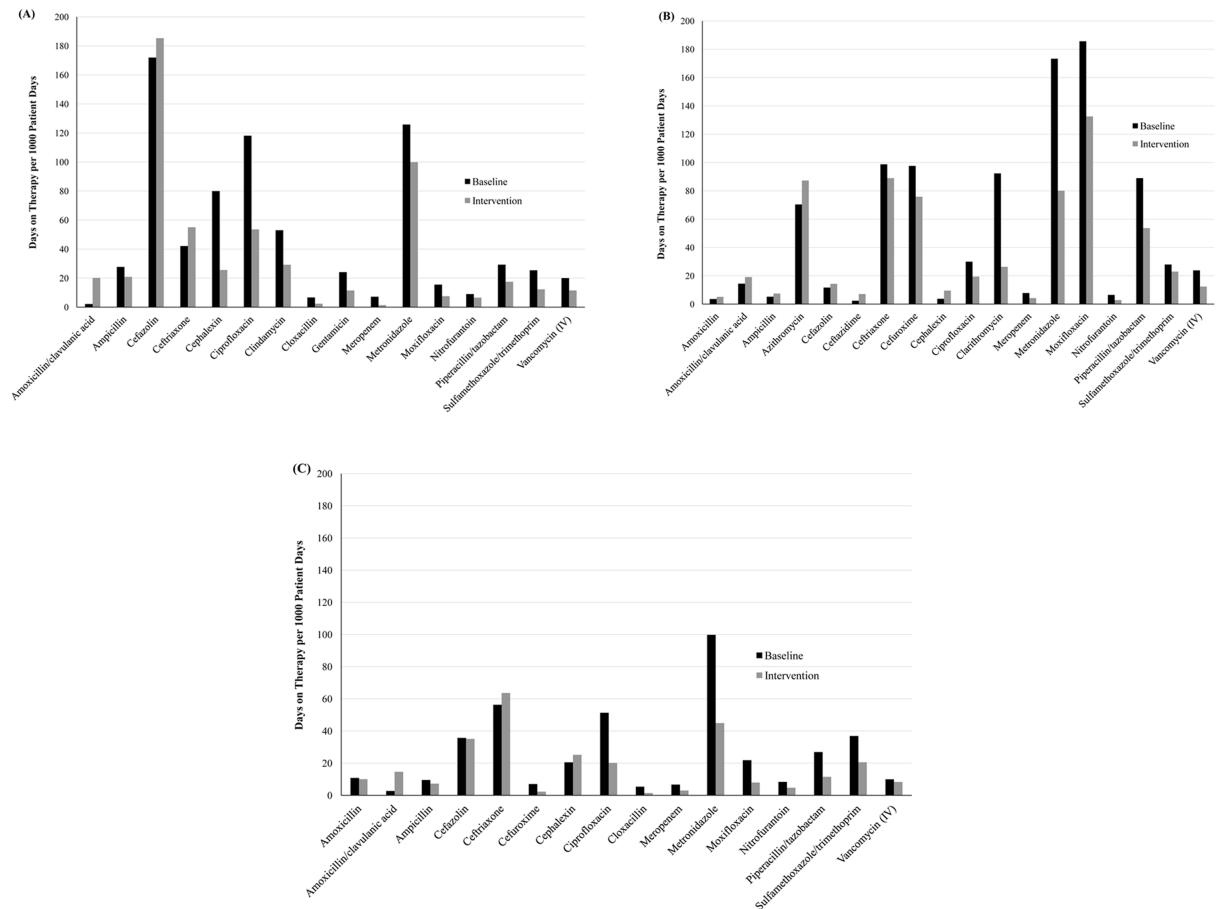 (A)
Days on Therapy per 1000 Patient Days
200
180
160
140
120
100
80
60
40
20
0
Baseline
Intervention
Amoxicillin/clavulanic acid
Ampicillin
Cefazolin
Ceftriaxone
Cephalexin
Ciprofloxacin
Clindamycin
Cloxacillin
Gentamicin
Meropenem
Metronidazole
Moxifloxacin
Nitrofurantoin
Piperacillin/tazobactam
Sulfamethoxazole/trimethoprim
Vancomycin (IV)
(B)
Days on Therapy per 1000 Patient Days
200
180
160
140
120
100
80
60
40
20
0
Baseline
Intervention
Amoxicillin
Amoxicillin/clavulanic acid
Ampicillin
Azithromycin
Cefazolin
Ceftazidime
Ceftriaxone
Cefuroxime
Cephlexin
Ciprofloxacin
Clarithromycin
Meropenem
Metronidazole
Moxifloxacin
Nitrofurantoin
Piperacillin/tazobactam
Sulfamethoxazole/trimethoprim
Vancomycin (IV)
(C)
Days on Therapy per 1000 Patient Days
200
180
160
140
120
100
80
60
40
20
0
Baseline
Intervention
Amoxicillin
Amoxicillin/clavulanic acid
Ampicillin
Cefazolin
Ceftriaxone
Cefuroxime
Cephalexin
Ciprofloxacin
Cloxacillin
Meropenem
Metronidazole
Moxifloxacin
Nitrofurantoin
Piperacillin/tazobactam
Sulfamethoxazole/trimethoprim
Vancomycin (IV)